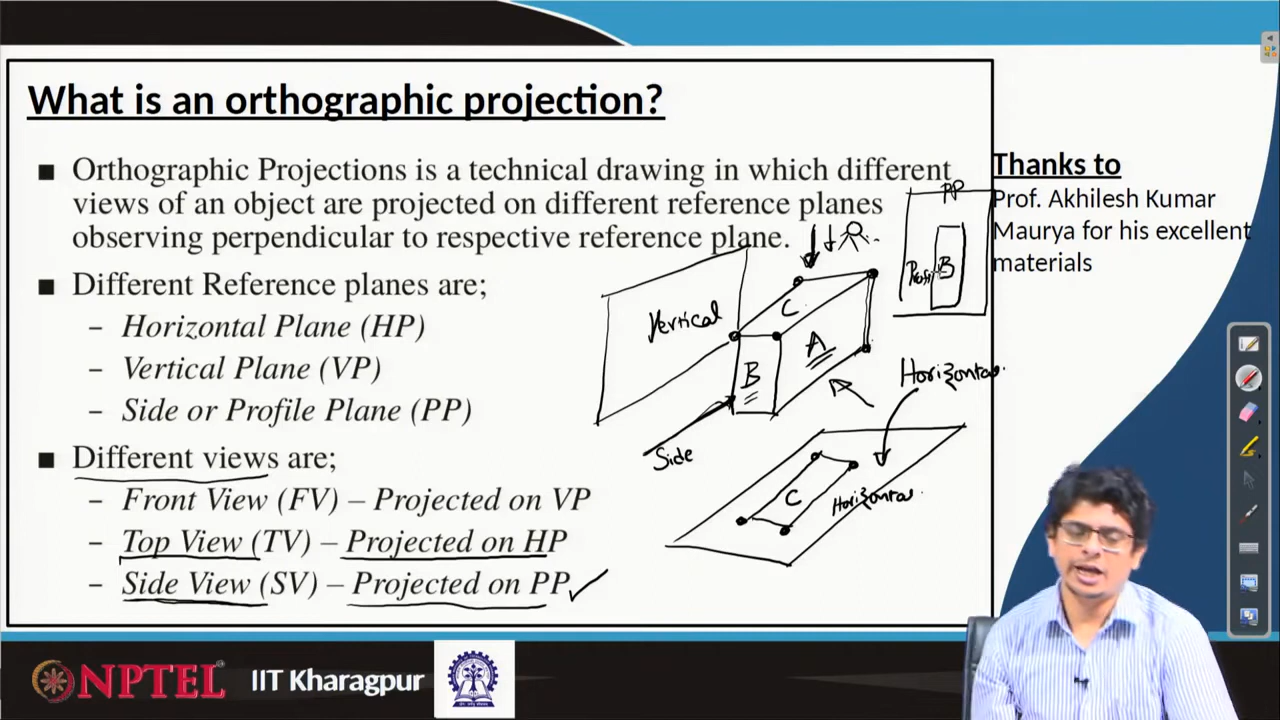 What is an orthographic projection?
▪ Orthographic Projections is a technical drawing in which different
views of an object are projected on different reference planes
observing perpendicular to respective reference plane.
▪ Different Reference planes are;
– Horizontal Plane (HP)
– Vertical Plane (VP)
– Side or Profile Plane (PP)
▪ Different views are;
– Front View (FV) – Projected on VP
– Top View (TV) – Projected on HP
– Side View (SV) – Projected on PP
Vertical
C
A
B
Side
Horizontal
C
Horizontal
PP
B
Thanks to
Prof. Akhilesh Kumar
Maurya for his excellent
materials
NPTEL
IIT Kharagpur